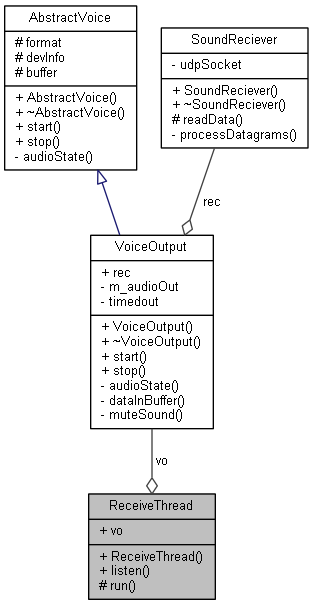 AbstractVoice
# format
# devInfo
# buffer
+ AbstractVoice()
+ ~AbstractVoice()
+ start()
+ stop()
- audioState()
SoundReciever
- udpSocket
+ SoundReciever()
+ ~SoundReciever()
# readData()
- processDatagrams()
rec
VoiceOutput
+ rec
- m_audioOut
- timedout
+ VoiceOutput()
+ ~VoiceOutput()
+ start()
+ stop()
- audioState()
- dataInBuffer()
- muteSound()
vo
ReceiveThread
+ vo
+ ReceiveThread()
+ listen()
# run()